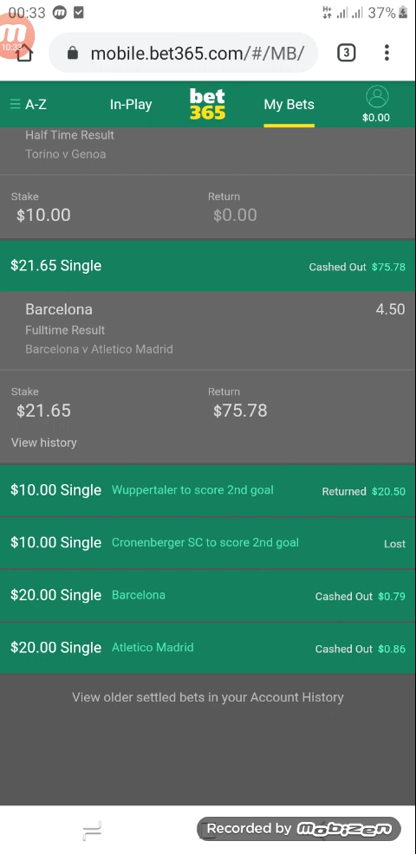 00:33 37%
10:33
mobile.bet365.com/#/MB/ 3
A-Z In-Play bet365 My Bets $0.00
Half Time Result
Torino v Genoa
Stake Return
$10.00 $0.00
$21.65 Single Cashed Out $75.78
Barcelona 4.50
Fulltime Result
Barcelona v Atletico Madrid
Stake Return
$21.65 $75.78
View history
$10.00 Single Wuppertaler to score 2nd goal Returned $20.50
$10.00 Single Cronenberger SC to score 2nd goal Lost
$20.00 Single Barcelona Cashed Out $0.79
$20.00 Single Atletico Madrid Cashed Out $0.86
View older settled bets in your Account History
Recorded by mobizen